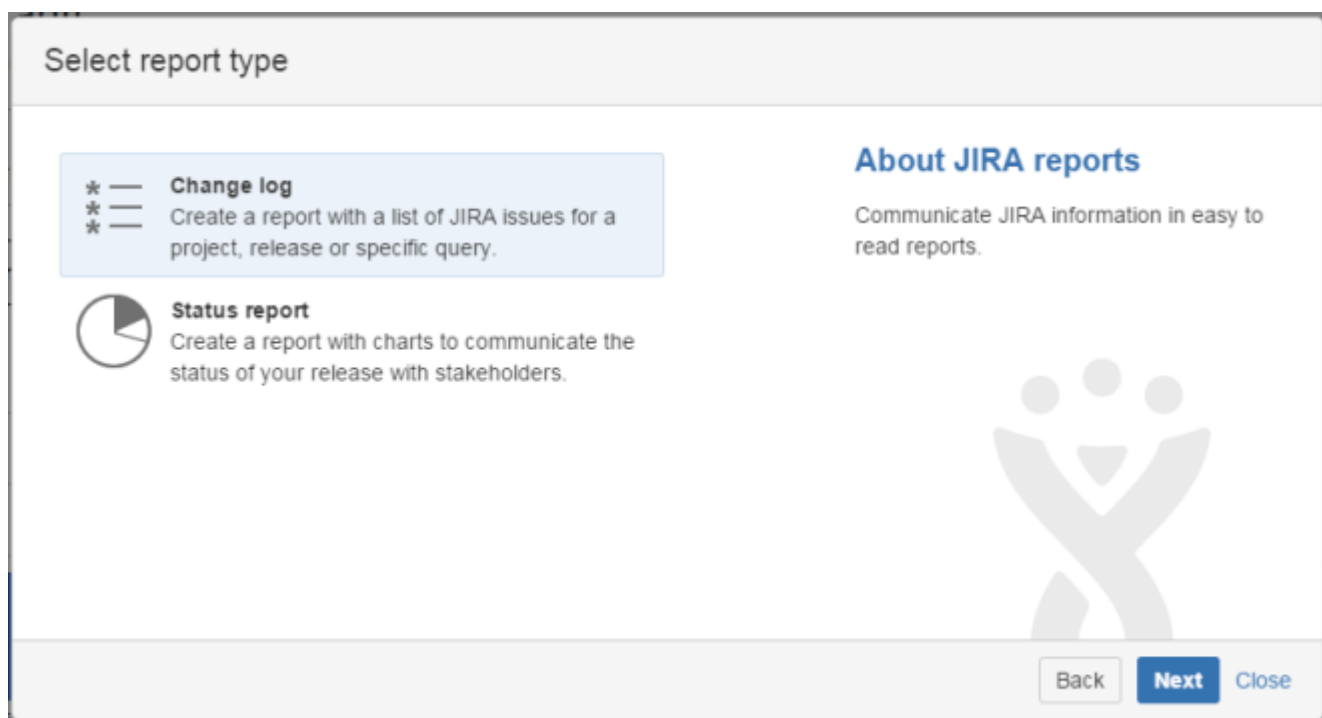 Select report type
Change log
Create a report with a list of JIRA issues for a
project, release or specific query.
Status report
Create a report with charts to communicate the
status of your release with stakeholders.
About JIRA reports
Communicate JIRA information in easy to
read reports.
Back Next Close